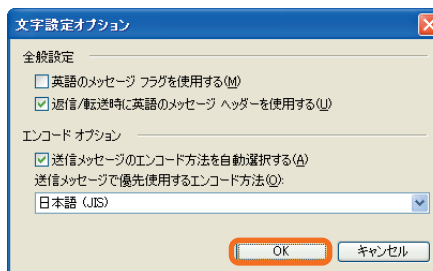 文字設定オプション
全般設定
英語のメッセージ フラグを使用する(M)
返信/転送時に英語のメッセージ ヘッダーを使用する(U)
エンコード オプション
送信メッセージのエンコード方法を自動選択する(A)
送信メッセージで優先使用するエンコード方法(O):
日本語 (JIS)
OK キャンセル